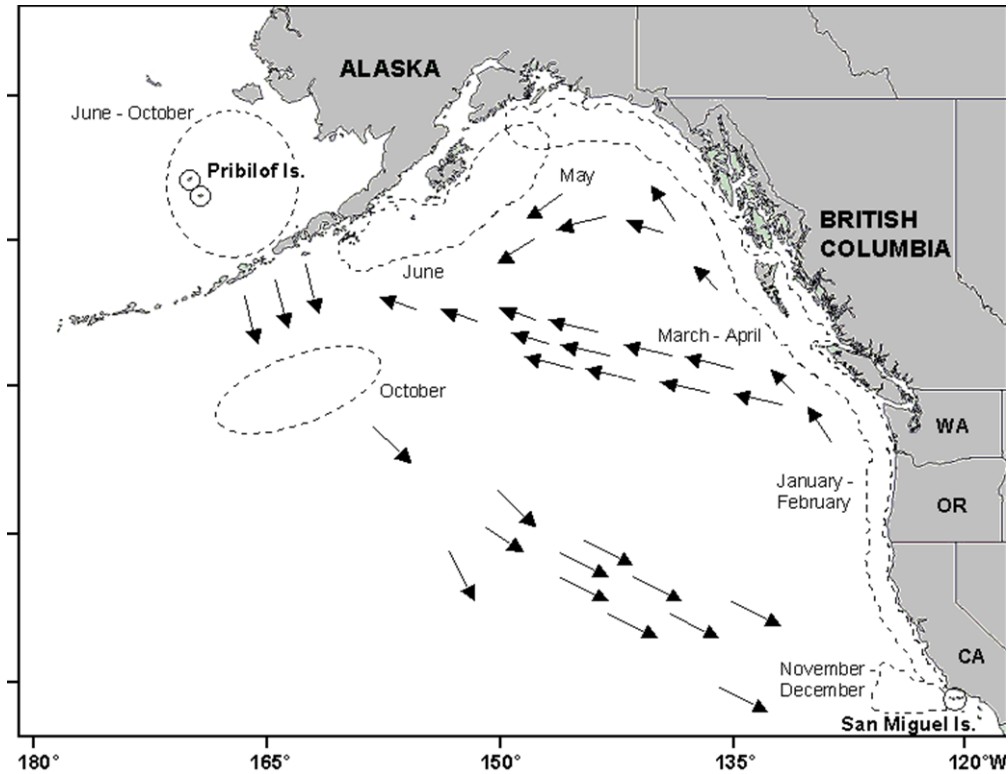 ALASKA
June - October
Pribilof Is.
May
BRITISH
COLUMBIA
June
March - April
October
WA
January -
February
OR
CA
November -
December
San Miguel Is.
180°
165°
150°
135°
120°W